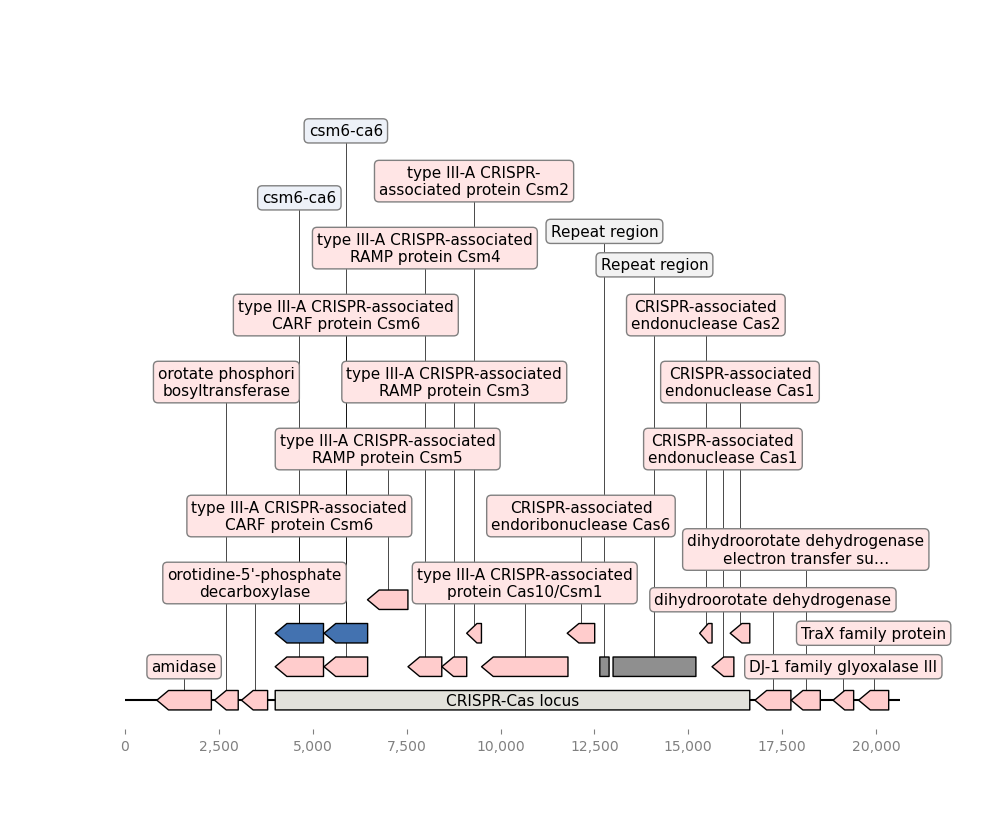 csm6-ca6
type III-A CRISPR-
associated protein Csm2
csm6-ca6
Repeat region
type III-A CRISPR-associated
RAMP protein Csm4
Repeat region
type III-A CRISPR-associated
CARF protein Csm6
CRISPR-associated
endonuclease Cas2
orotate phosphori
bosyltransferase
type III-A CRISPR-associated
RAMP protein Csm3
CRISPR-associated
endonuclease Cas1
type III-A CRISPR-associated
RAMP protein Csm5
CRISPR-associated
endonuclease Cas1
type III-A CRISPR-associated
CARF protein Csm6
CRISPR-associated
endoribonuclease Cas6
dihydroorotate dehydrogenase
electron transfer su...
orotidine-5'-phosphate
decarboxylase
type III-A CRISPR-associated
protein Cas10/Csm1
dihydroorotate dehydrogenase
TraX family protein
amidase
DJ-1 family glyoxalase III
CRISPR-Cas locus
0 2,500 5,000 7,500 10,000 12,500 15,000 17,500 20,000